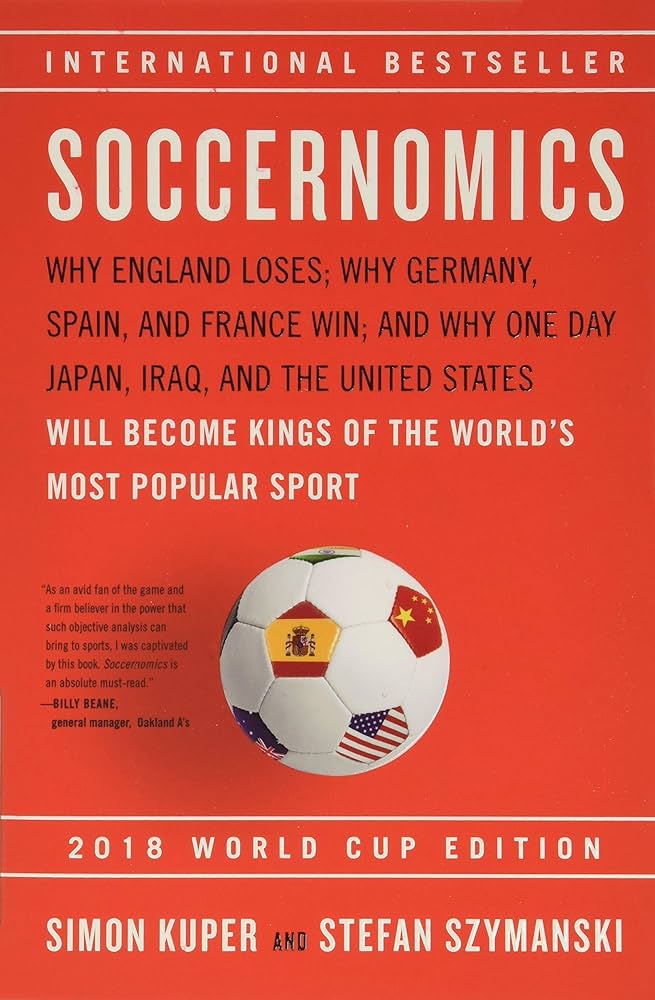 INTERNATIONAL BESTSELLER
SOCCERNOMICS
WHY ENGLAND LOSES; WHY GERMANY,
SPAIN, AND FRANCE WIN; AND WHY ONE DAY
JAPAN, IRAQ, AND THE UNITED STATES
WILL BECOME KINGS OF THE WORLD'S
MOST POPULAR SPORT
"As an avid fan of the game and
a firm believer in the power that
such objective analysis can
bring to sports, I was captivated
by this book. Soccernomics is
an absolute must-read."
—BILLY BEANE,
general manager, Oakland A's
2018 WORLD CUP EDITION
SIMON KUPER AND STEFAN SZYMANSKI